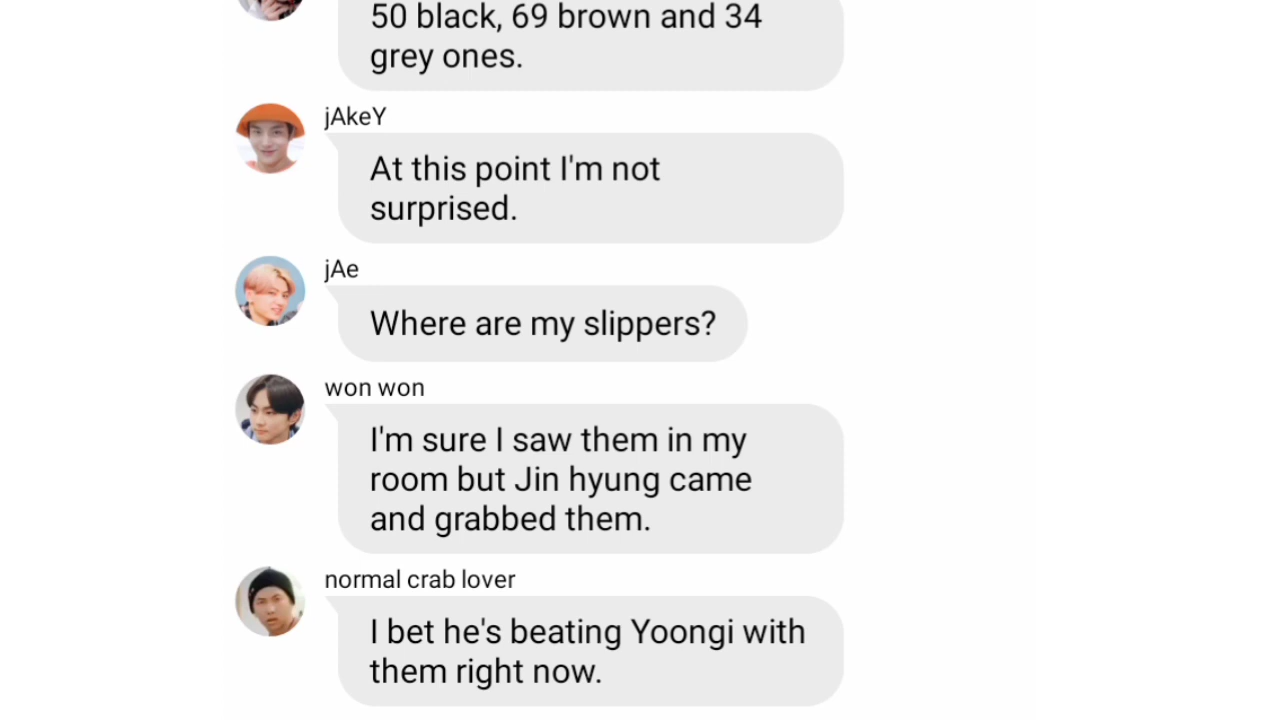 50 black, 69 brown and 34
grey ones.
jAkeY
At this point I'm not
surprised.
jAe
Where are my slippers?
won won
I'm sure I saw them in my
room but Jin hyung came
and grabbed them.
normal crab lover
I bet he's beating Yoongi with
them right now.